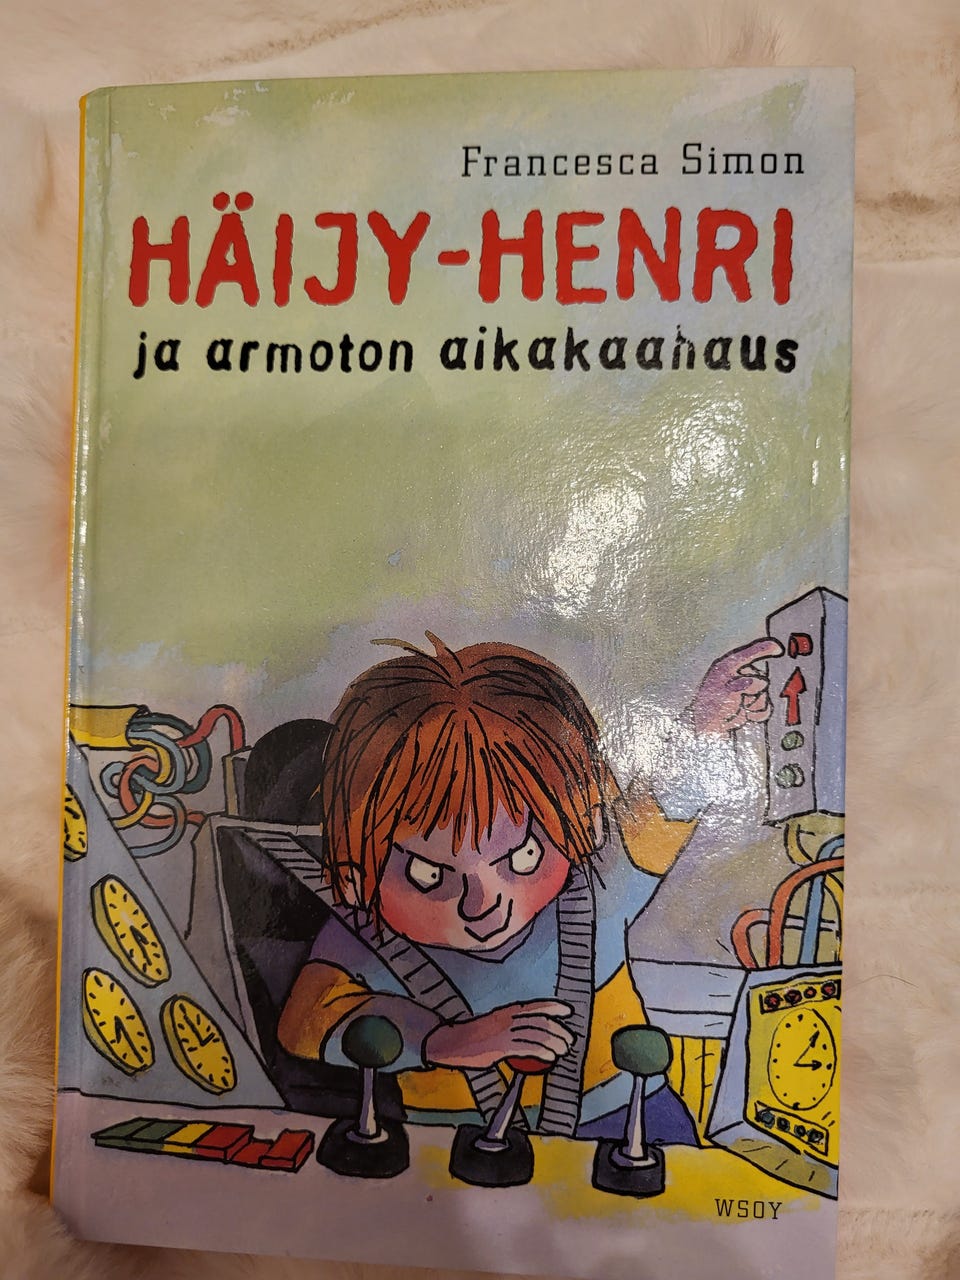 Francesca Simon
HÄIJY-HENRI
ja armoton aikakaahaus
WSOY